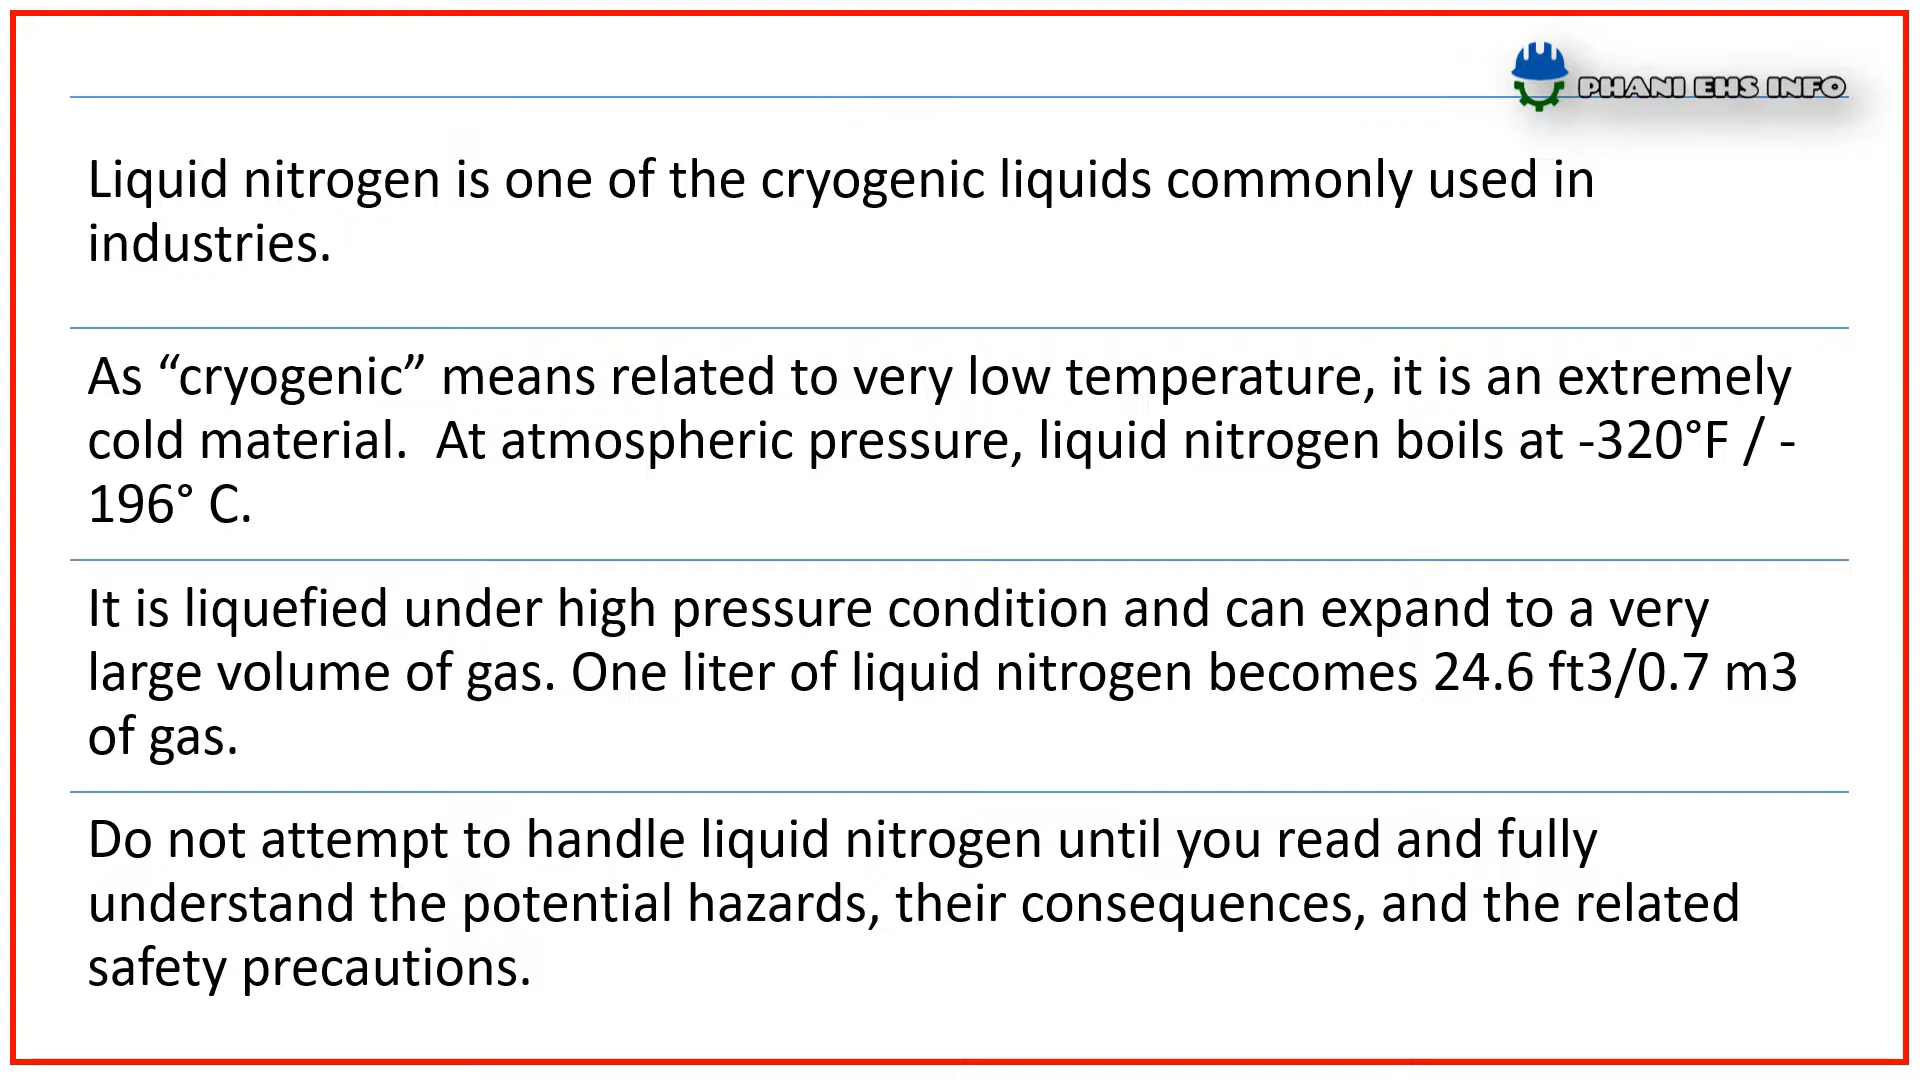 PHANI EHS INFO
Liquid nitrogen is one of the cryogenic liquids commonly used in
industries.
As “cryogenic” means related to very low temperature, it is an extremely
cold material.  At atmospheric pressure, liquid nitrogen boils at -320°F / -
196° C.
It is liquefied under high pressure condition and can expand to a very
large volume of gas. One liter of liquid nitrogen becomes 24.6 ft3/0.7 m3
of gas.
Do not attempt to handle liquid nitrogen until you read and fully
understand the potential hazards, their consequences, and the related
safety precautions.